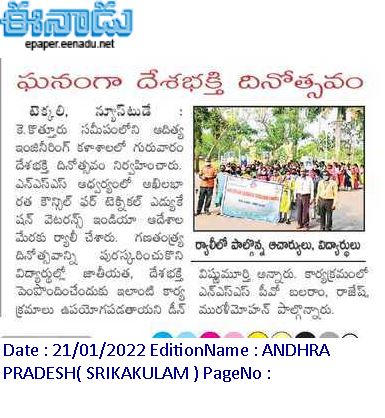 ఈనాడు
epaper.eenadu.net
ఘనంగా దేశభక్తి దినోత్సవం
టెక్కలి, న్యూస్‌టుడే :
కె.కొత్తూరు సమీపంలోని ఆదిత్య
ఇంజినీరింగ్ కళాశాలలో గురువారం
దేశభక్తి దినోత్సవం నిర్వహించారు.
ఎన్ఎస్ఎస్ ఆధ్వర్యంలో అఖిలభా
రత కౌన్సిల్ ఫర్ టెక్నికల్ ఎడ్యుకే
షన్ వెటరన్స్ ఇండియా ఆదేశాల
మేరకు ర్యాలీ చేశారు. గణతంత్ర
దినోత్సవాన్ని పురస్కరించుకొని
విద్యార్థుల్లో జాతీయత, దేశభక్తి
పెంపొందించేందుకు ఇలాంటి కార్య
క్రమాలు ఉపయోగపడతాయని డీన్
ర్యాలీలో పాల్గొన్న ఆచార్యులు, విద్యార్థులు
విష్ణుమూర్తి అన్నారు. కార్యక్రమంలో
ఎన్ఎస్ఎస్ పీవో బలరాం, రాజేష్,
మురళీమోహన్ పాల్గొన్నారు.
Date : 21/01/2022 EditionName : ANDHRA
PRADESH( SRIKAKULAM ) PageNo :